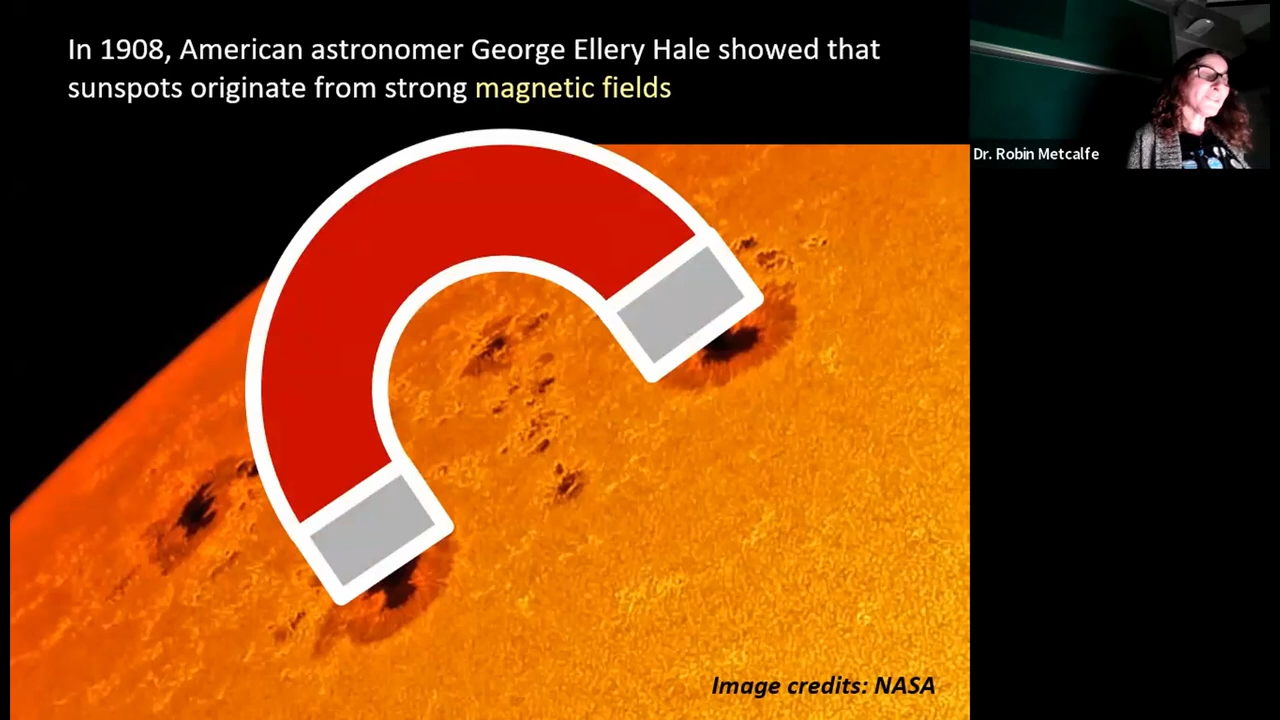 In 1908, American astronomer George Ellery Hale showed that
sunspots originate from strong magnetic fields
Dr. Robin Metcalfe
Image credits: NASA